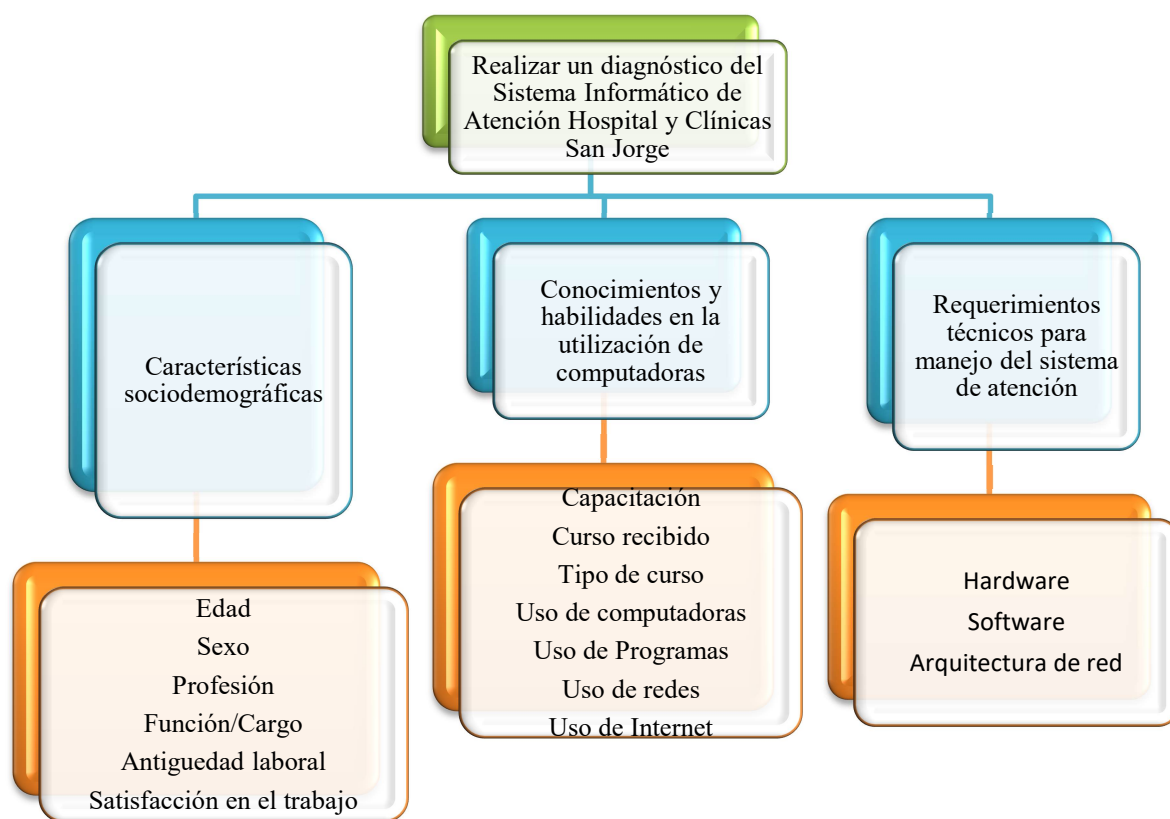 Realizar un diagnóstico del
Sistema Informático de
Atención Hospital y Clínicas
San Jorge
Características
sociodemográficas
Conocimientos y
habilidades en la
utilización de
computadoras
Requerimientos
técnicos para
manejo del sistema
de atención
Edad
Sexo
Profesión
Función/Cargo
Antiguedad laboral
Satisfacción en el trabajo
Capacitación
Curso recibido
Tipo de curso
Uso de computadoras
Uso de Programas
Uso de redes
Uso de Internet
Hardware
Software
Arquitectura de red